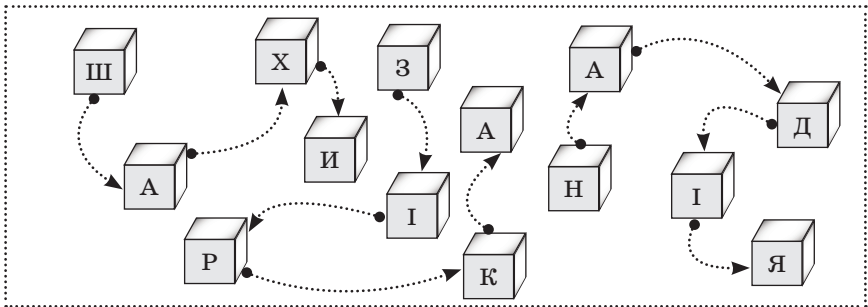 Ш
А
Х
И
З
І
Р
К
А
Н
А
Д
І
Я